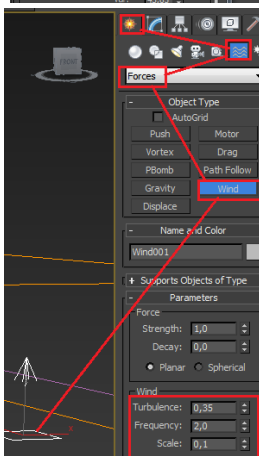 FRONT
Forces
- Object Type
AutoGrid
Push Motor
Vortex Drag
PBomb Path Follow
Gravity Wind
Displace
- Name and Color
Wind001
+ Supports Objects of Type
- Parameters
Force
Strength: 1,0
Decay: 0,0
Planar Spherical
Wind
Turbulence: 0,35
Frequency: 2,0
Scale: 0,1